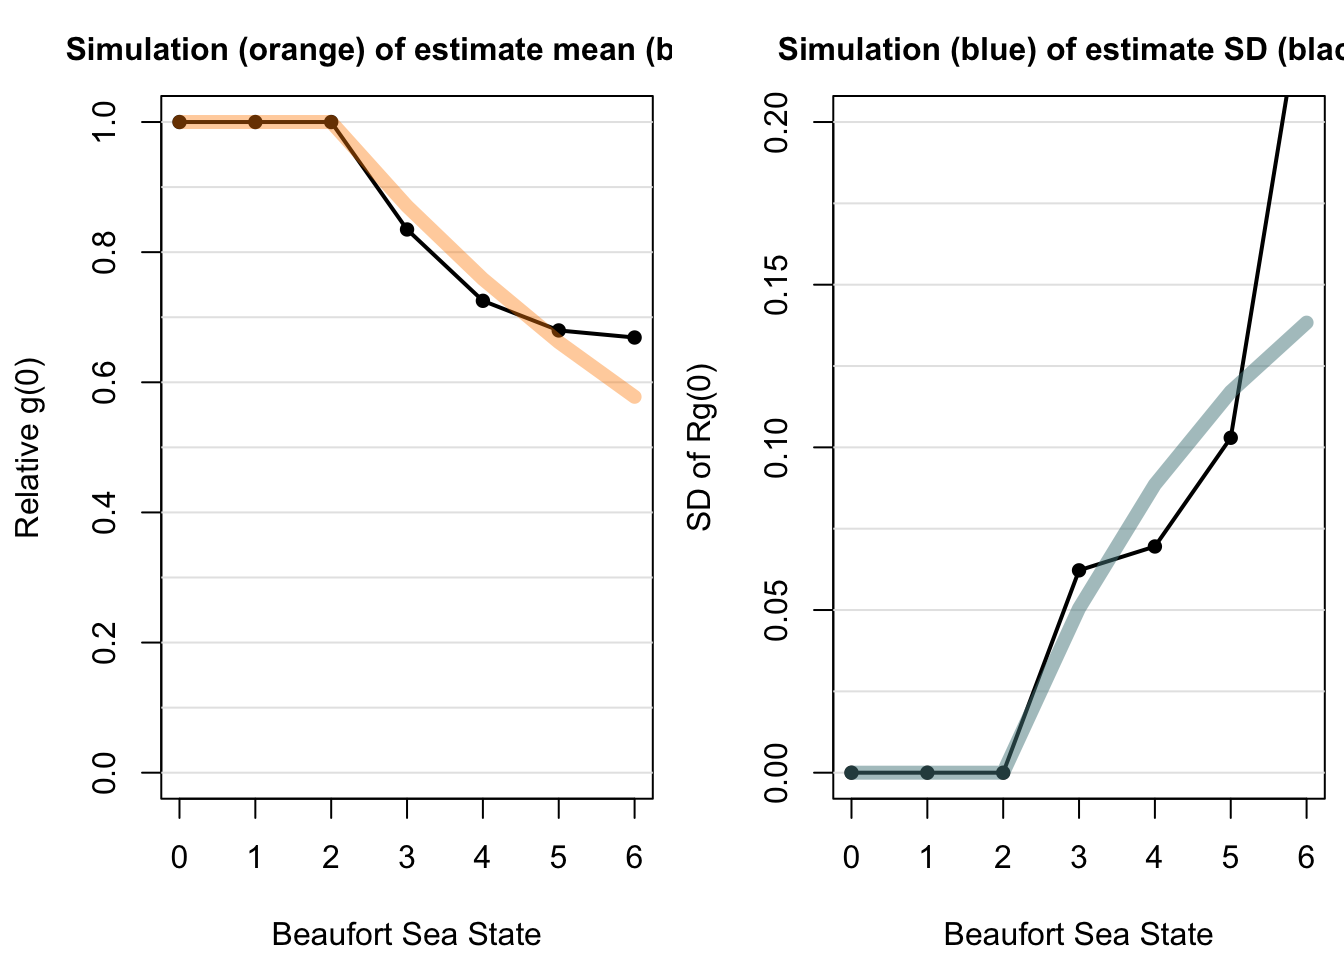 Simulation (orange) of estimate mean (b
Relative g(0)
1.0
0.8
0.6
0.4
0.2
0.0
0 1 2 3 4 5 6
Beaufort Sea State
Simulation (blue) of estimate SD (blac
SD of Rg(0)
0.20
0.15
0.10
0.05
0.00
0 1 2 3 4 5 6
Beaufort Sea State